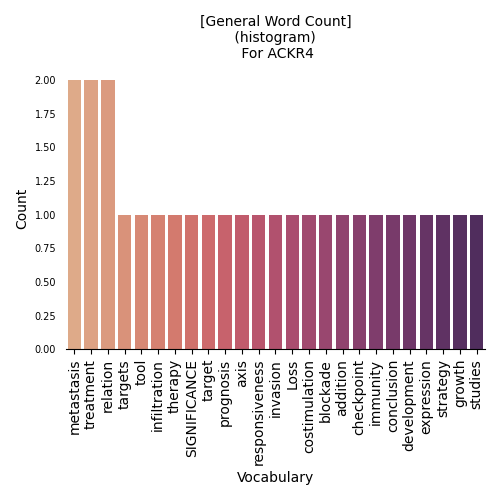 [General Word Count]
(histogram)
For ACKR4
Count
2.00
1.75
1.50
1.25
1.00
0.75
0.50
0.25
0.00
metastasis
treatment
relation
targets
tool
infiltration
therapy
SIGNIFICANCE
target
prognosis
axis
responsiveness
invasion
Loss
costimulation
blockade
addition
checkpoint
immunity
conclusion
development
expression
strategy
growth
studies
Vocabulary